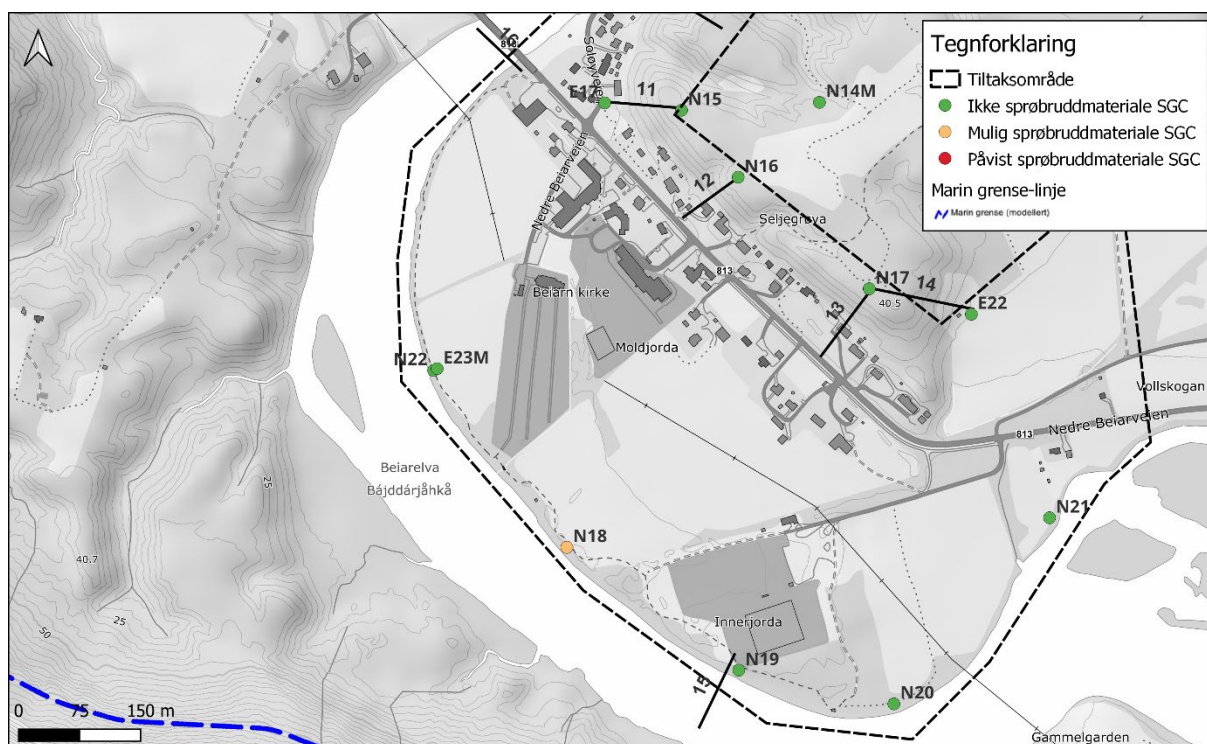 Tegnforklaring
Tiltaksområde
Ikke sprøbruddmateriale SGC
Mulig sprøbruddmateriale SGC
Påvist sprøbruddmateriale SGC
Marin grense-linje
Marin grense (modellert)
16
813
Soløyveien
E17
11
N15
N14M
N16
12
Seljegrova
Nedre Beiarveien
813
N17
14
40.5
E22
13
Beiarn kirke
Moldjorda
N22
E23M
Vollskogan
Nedre Beiarveien
813
Beiarelva
Bájddárjåhkå
25
N21
N18
40.7
Innerjorda
25
50
N19
15
N20
0 75 150 m
Gammelgarden